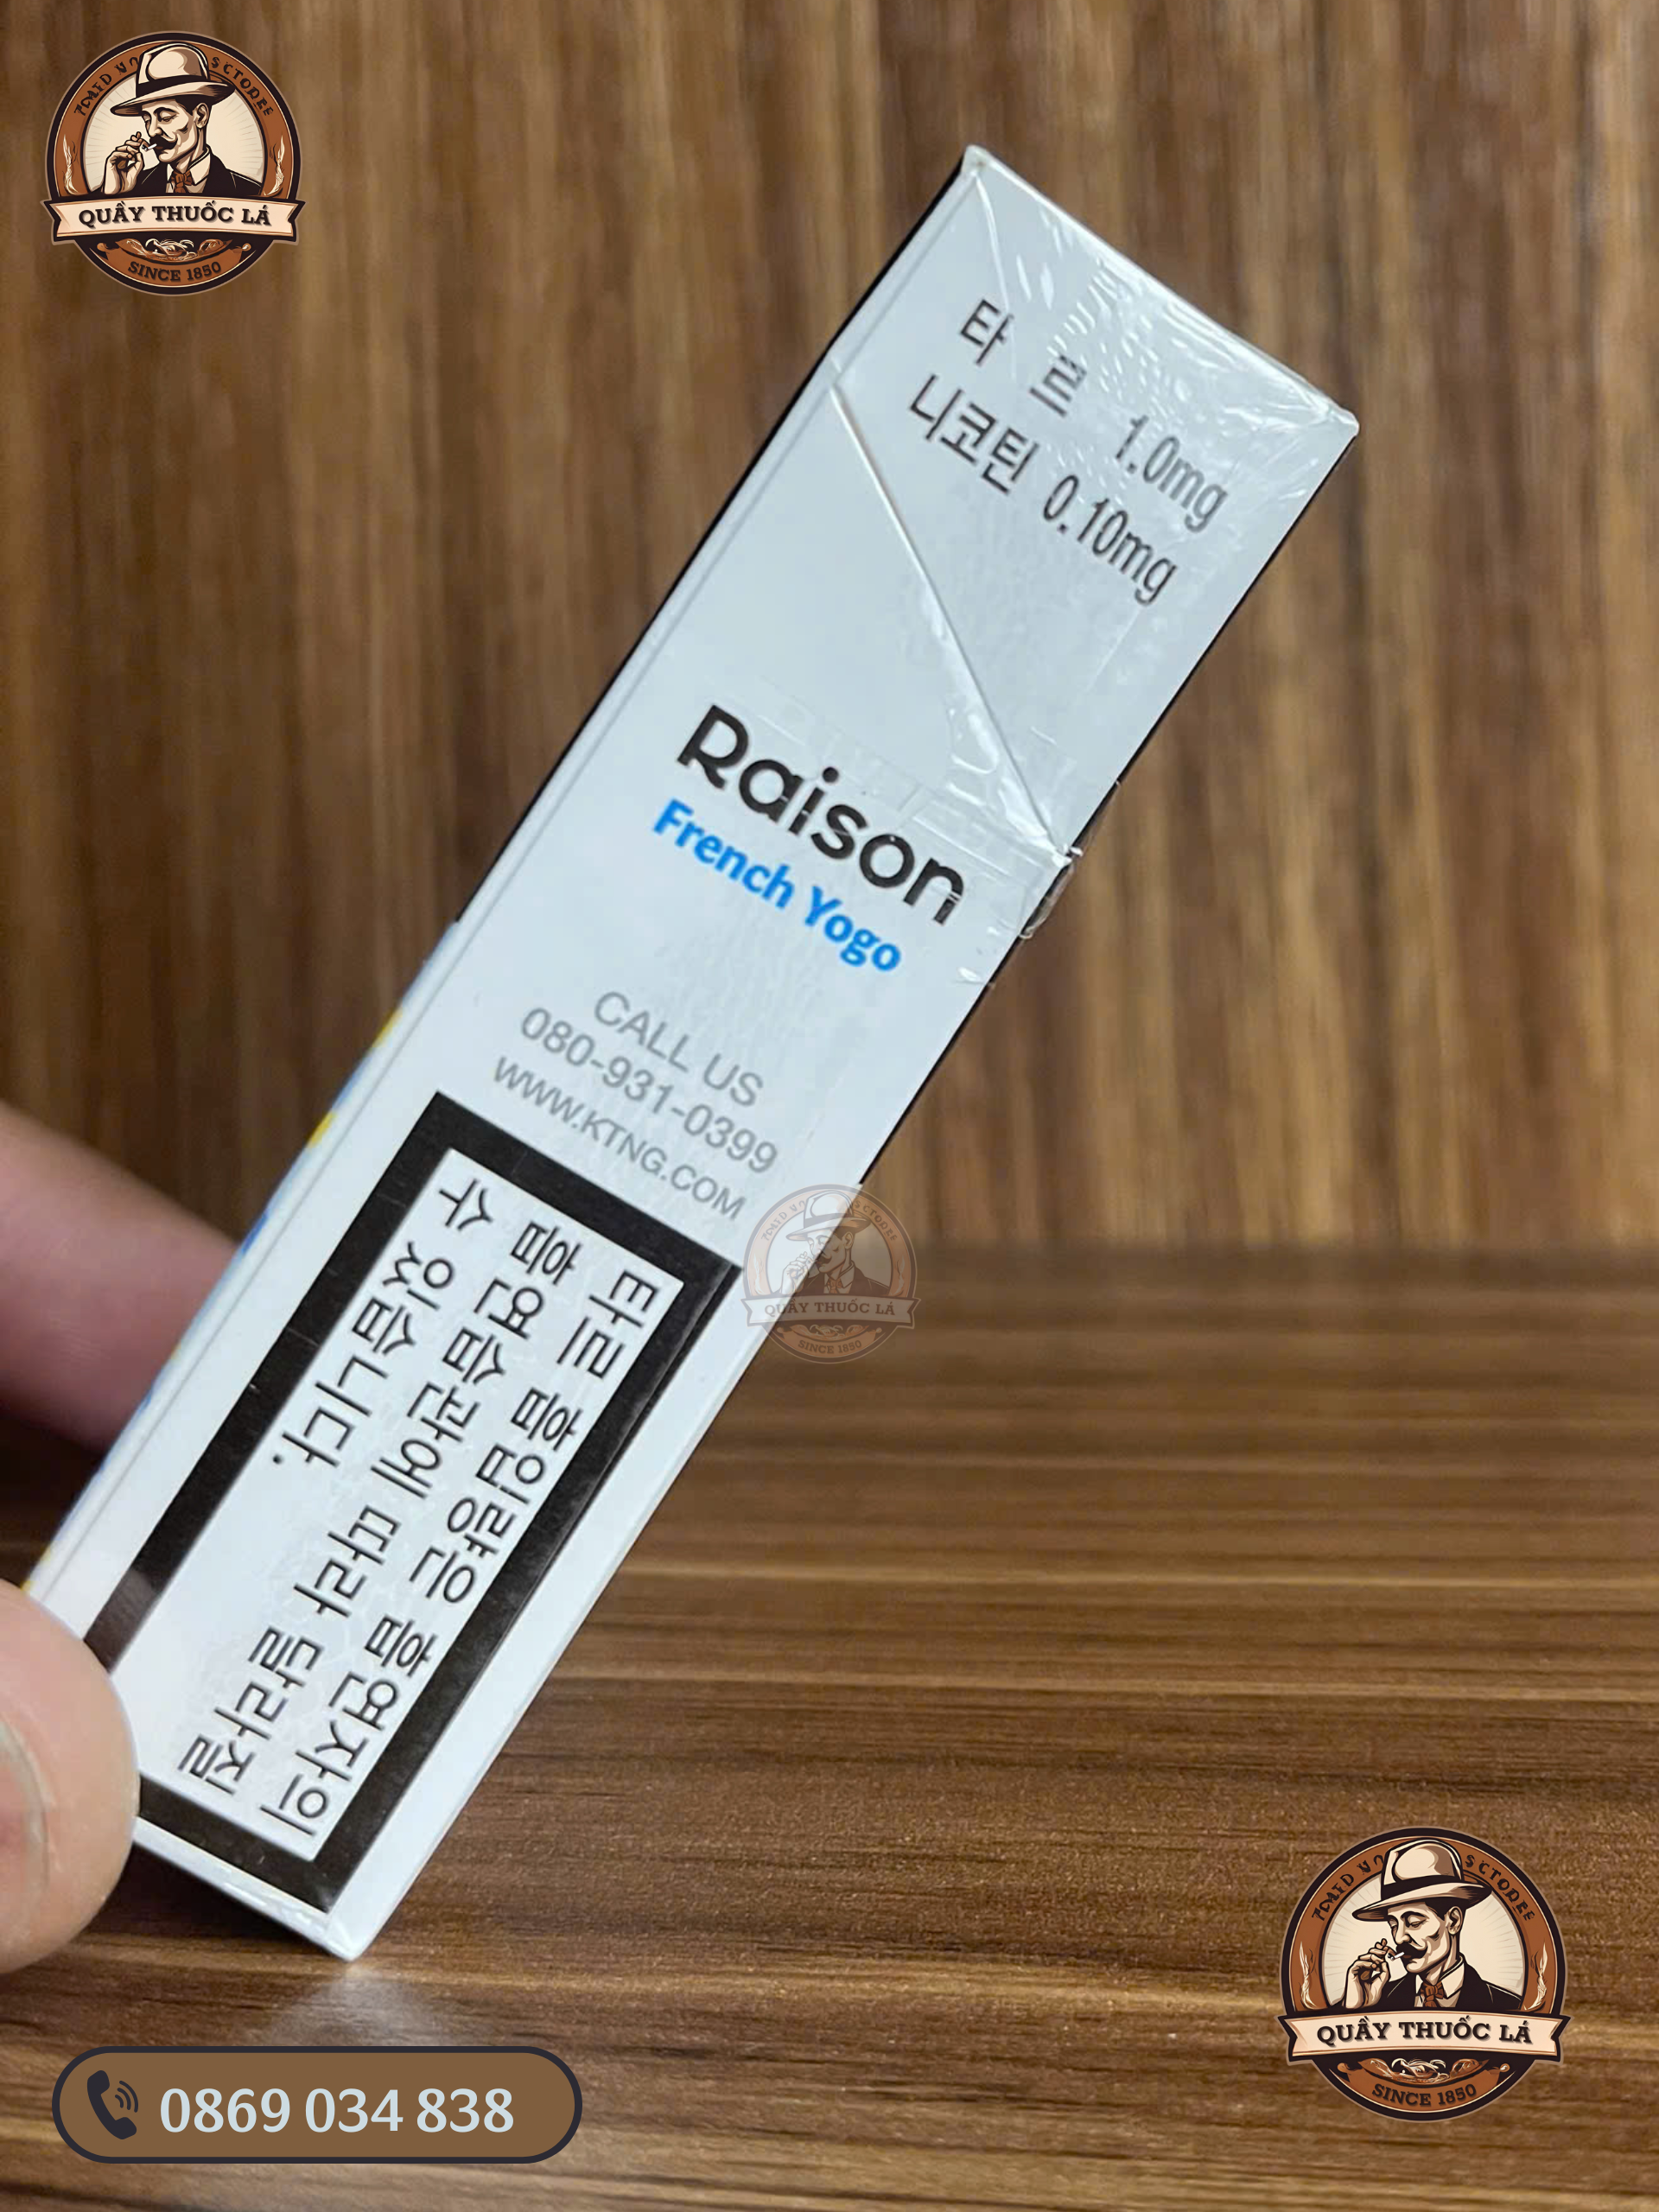 QUẦY THUỐC LÁ
SINCE 1850
타 르 1.0mg
니코틴 0.10mg
Raison
French Yogo
CALL US
080-931-0399
WWW.KTNG.COM
타르 흡입량은 흡연자의
흡연습관에 따라 달라질
수 있습니다.
QUẦY THUỐC LÁ
SINCE 1850
QUẦY THUỐC LÁ
SINCE 1850
0869 034 838